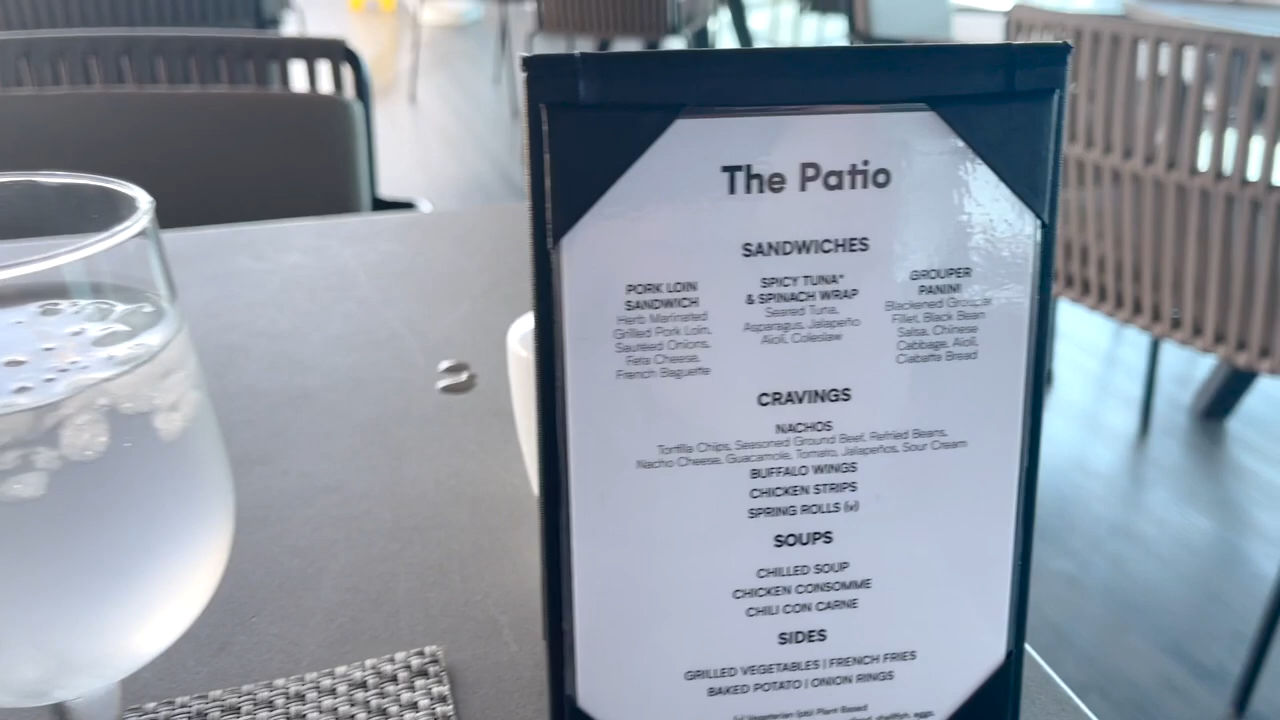 The Patio
SANDWICHES
PORK LOIN
SANDWICH
Herb Marinated
Grilled Pork Loin,
Sauteed Onions,
Feta Cheese,
French Baguette
SPICY TUNA*
& SPINACH WRAP
Seared Tuna,
Asparagus, Jalapeño
Aioli, Coleslaw
GROUPER
PANINI
Blackened Grouper
Fillet, Black Bean
Salsa, Chinese
Cabbage, Aioli,
Ciabatta Bread
CRAVINGS
NACHOS
Tortilla Chips, Seasoned Ground Beef, Refried Beans,
Nacho Cheese, Guacamole, Tomato, Jalapeños, Sour Cream
BUFFALO WINGS
CHICKEN STRIPS
SPRING ROLLS (v)
SOUPS
CHILLED SOUP
CHICKEN CONSOMME
CHILI CON CARNE
SIDES
GRILLED VEGETABLES | FRENCH FRIES
BAKED POTATO | ONION RINGS
Vegetarian (pb) Plant Based
shellfish, eggs,